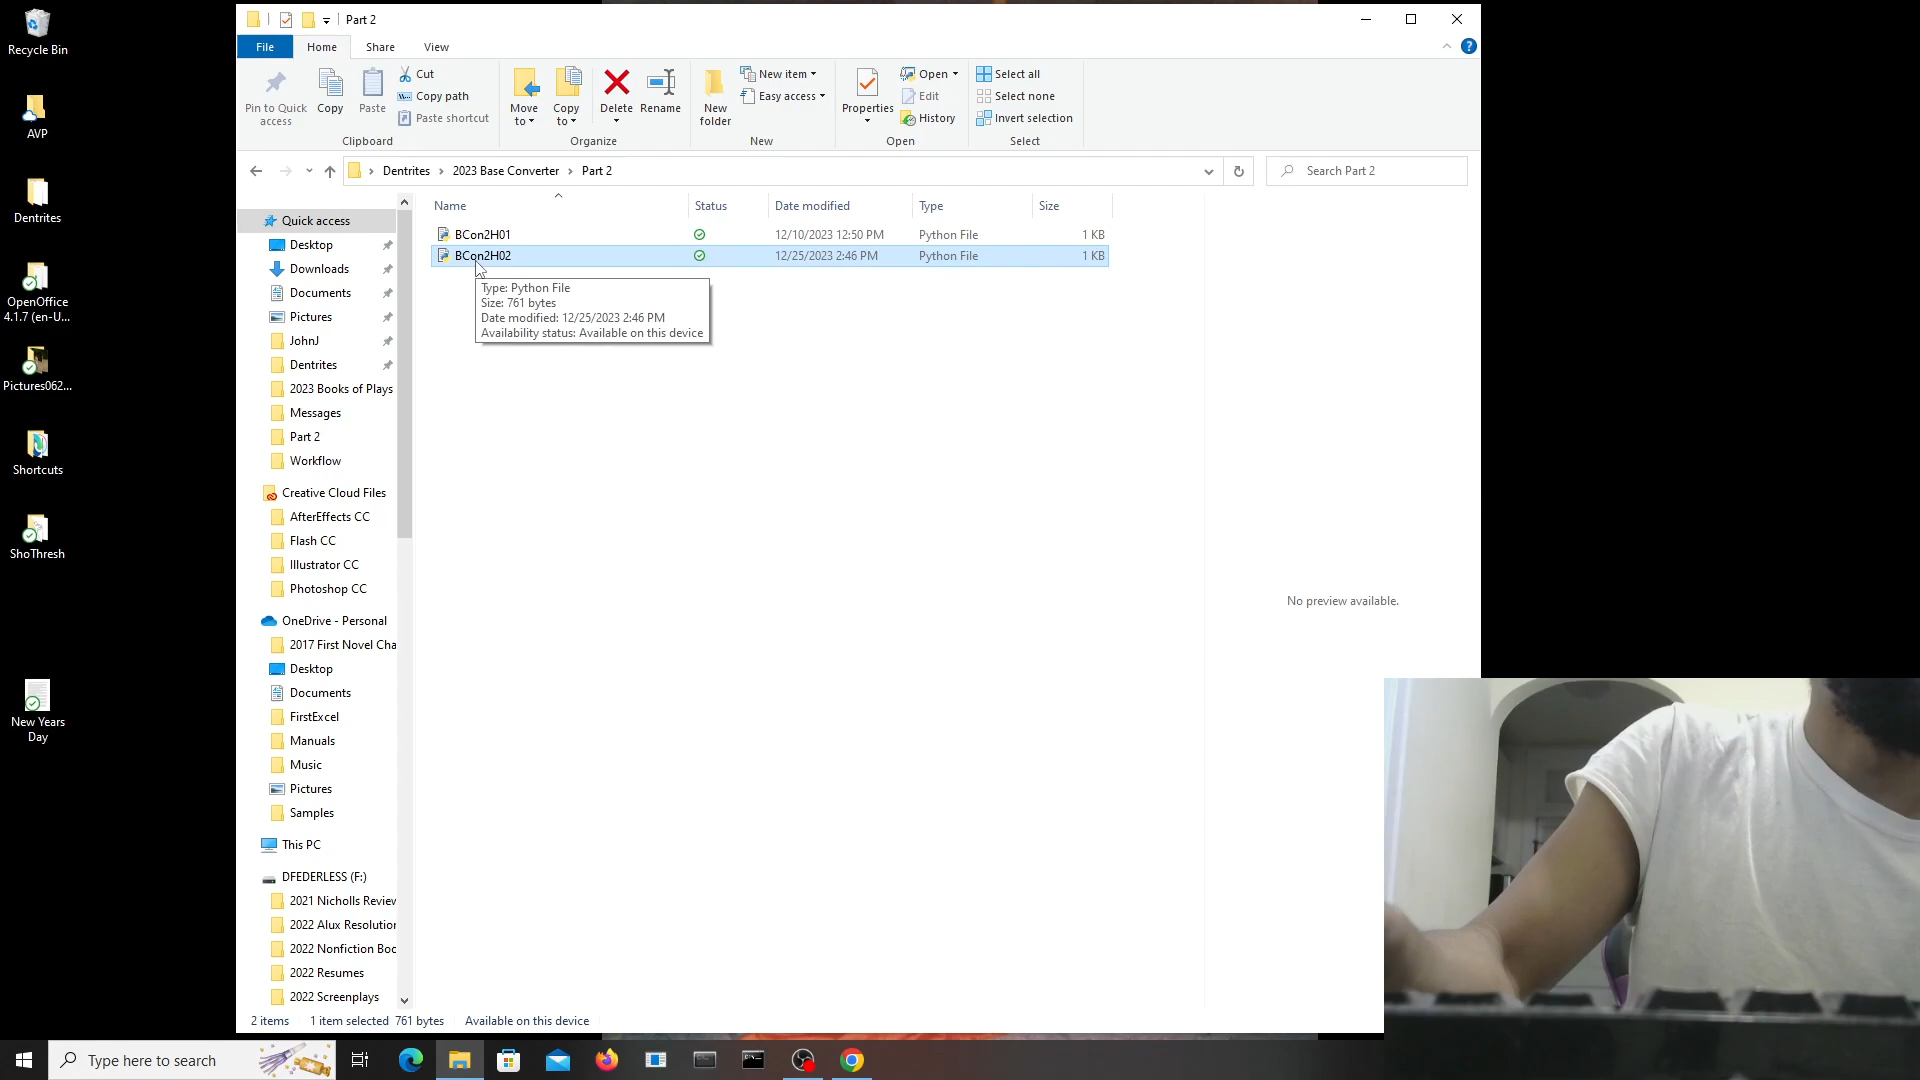 Recycle Bin
AVP
Dentrites
OpenOffice
4.1.7 (en-U...
Pictures062...
Shortcuts
ShoThresh
New Years
Day
Part 2
File
Home
Share
View
Pin to Quick
access
Copy
Paste
Cut
Copy path
Paste shortcut
Clipboard
Move
to
Copy
to
Delete
Rename
Organize
New
folder
New item
Easy access
New
Properties
Open
Edit
History
Open
Select all
Select none
Invert selection
Select
Dentrites
2023 Base Converter
Part 2
Search Part 2
Quick access
Desktop
Downloads
Documents
Pictures
JohnJ
Dentrites
2023 Books of Plays
Messages
Part 2
Workflow
Creative Cloud Files
AfterEffects CC
Flash CC
Illustrator CC
Photoshop CC
OneDrive - Personal
2017 First Novel Cha
Desktop
Documents
FirstExcel
Manuals
Music
Pictures
Samples
This PC
DFEDERLESS (F:)
2021 Nicholls Review
2022 Alux Resolution
2022 Nonfiction Boo
2022 Resumes
2022 Screenplays
Name Status Date modified Type Size
BCon2H01 12/10/2023 12:50 PM Python File 1 KB
BCon2H02 12/25/2023 2:46 PM Python File 1 KB
Type: Python File
Size: 761 bytes
Date modified: 12/25/2023 2:46 PM
Availability status: Available on this device
No preview available.
2 items 1 item selected 761 bytes Available on this device
Type here to search